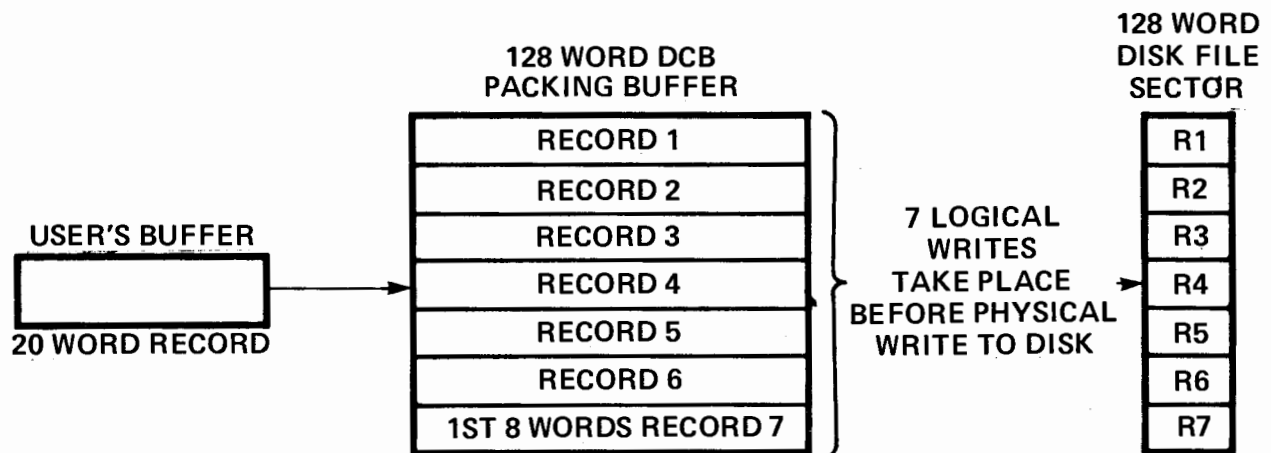 128 WORD DCB
PACKING BUFFER
128 WORD
DISK FILE
SECTOR
USER'S BUFFER
20 WORD RECORD
RECORD 1
RECORD 2
RECORD 3
RECORD 4
RECORD 5
RECORD 6
1ST 8 WORDS RECORD 7
7 LOGICAL
WRITES
TAKE PLACE
BEFORE PHYSICAL
WRITE TO DISK
R1
R2
R3
R4
R5
R6
R7